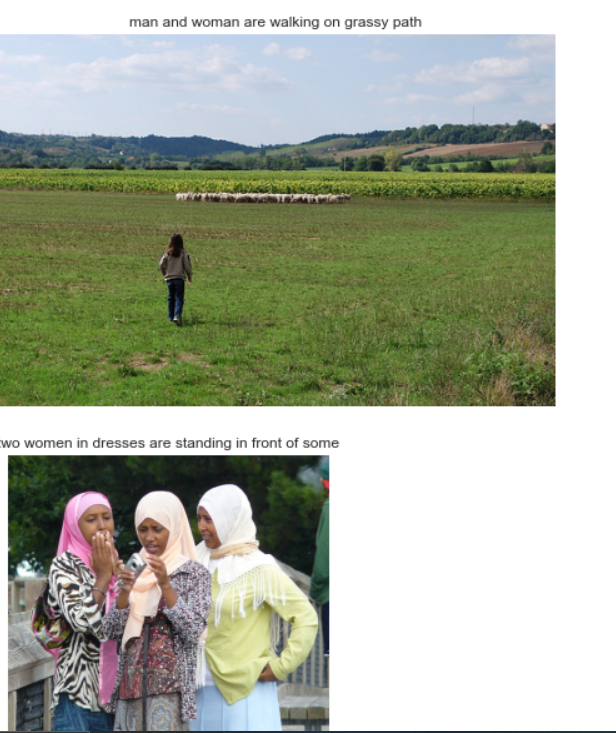 man and woman are walking on grassy path
two women in dresses are standing in front of some